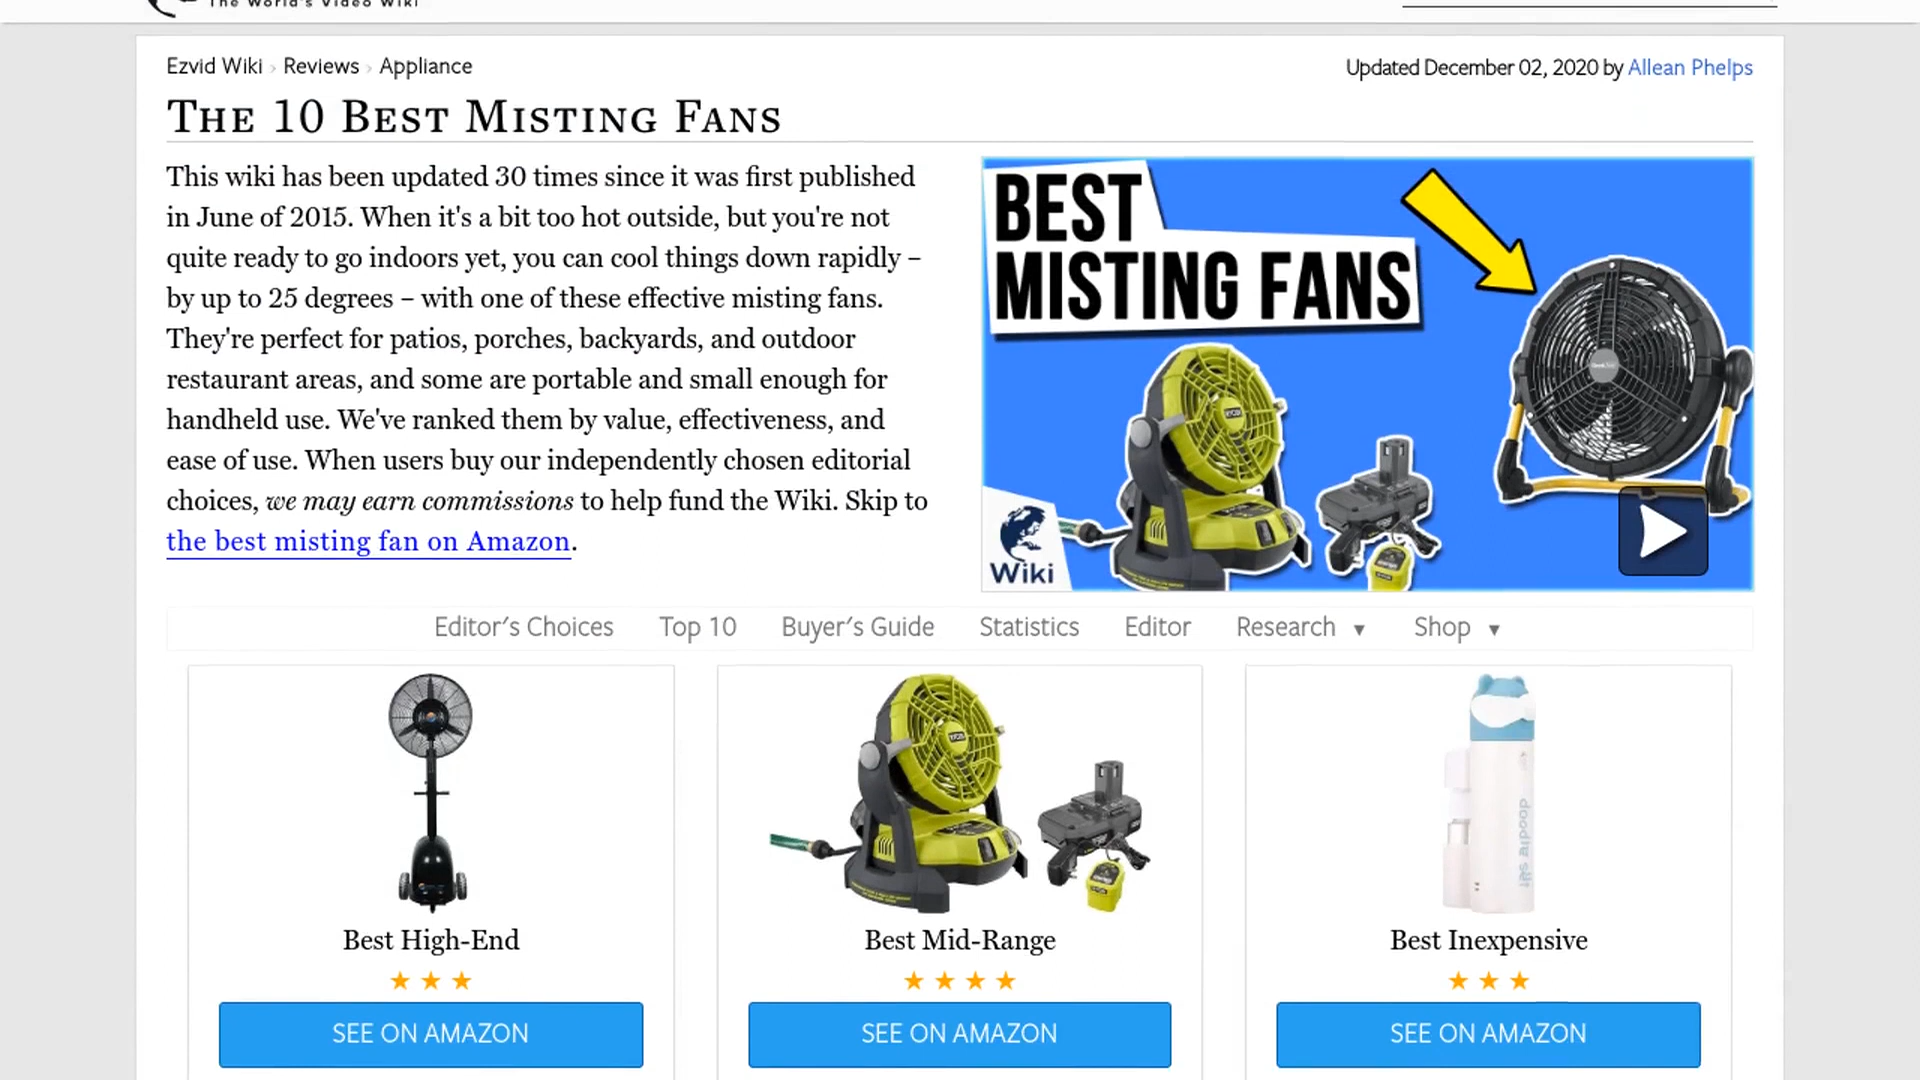 The World's Video Wiki
Ezvid Wiki › Reviews › Appliance
Updated December 02, 2020 by Allean Phelps
The 10 Best Misting Fans
This wiki has been updated 30 times since it was first published
in June of 2015. When it's a bit too hot outside, but you're not
quite ready to go indoors yet, you can cool things down rapidly –
by up to 25 degrees – with one of these effective misting fans.
They're perfect for patios, porches, backyards, and outdoor
restaurant areas, and some are portable and small enough for
handheld use. We've ranked them by value, effectiveness, and
ease of use. When users buy our independently chosen editorial
choices, we may earn commissions to help fund the Wiki. Skip to
the best misting fan on Amazon.
BEST
MISTING FANS
RYOBI
Wiki
Editor's Choices Top 10 Buyer's Guide Statistics Editor Research ▼ Shop ▼
RYOBI
doodle silt
Best High-End
Best Mid-Range
Best Inexpensive
SEE ON AMAZON
SEE ON AMAZON
SEE ON AMAZON